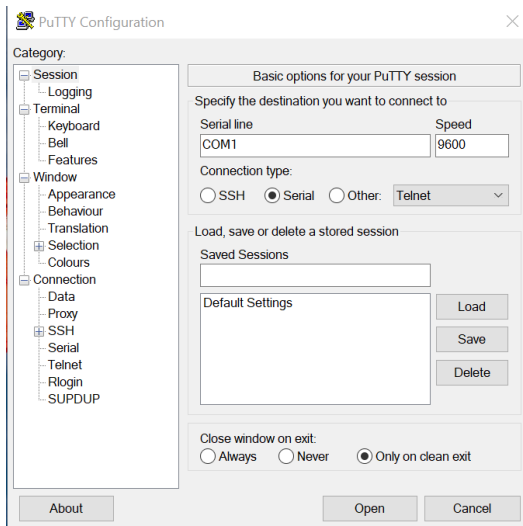 PuTTY Configuration
Category:
Session
Logging
Terminal
Keyboard
Bell
Features
Window
Appearance
Behaviour
Translation
Selection
Colours
Connection
Data
Proxy
SSH
Serial
Telnet
Rlogin
SUPDUP
Basic options for your PuTTY session
Specify the destination you want to connect to
Serial line Speed
COM1 9600
Connection type:
SSH Serial Other: Telnet
Load, save or delete a stored session
Saved Sessions
Default Settings
Load
Save
Delete
Close window on exit:
Always Never Only on clean exit
About Open Cancel